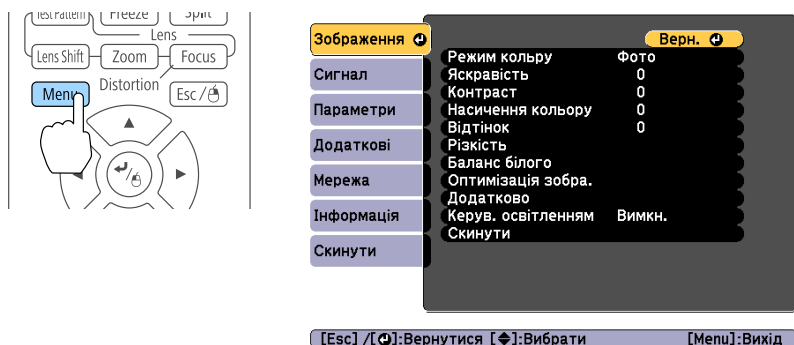 Test Pattern Freeze Split
Lens
Lens Shift Zoom Focus
Distortion
Menu Esc /
Зображення
Сигнал
Параметри
Додаткові
Мережа
Інформація
Скинути
Верн.
Режим кольру Фото
Яскравість 0
Контраст 0
Насичення кольору 0
Відтінок 0
Різкість
Баланс білого
Оптимізація зобра.
Додатково
Керув. освітленням Вимкн.
Скинути
[Esc] /[ ]:Вернутися [ ]:Вибрати [Menu]:Вихід